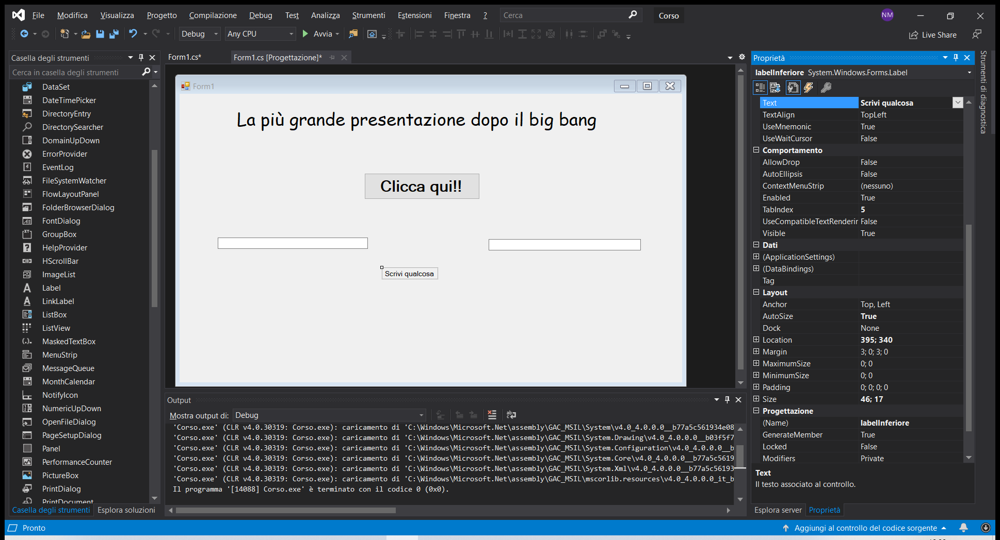 File Modifica Visualizza Progetto Compilazione Debug Test Analizza Strumenti Estensioni Finestra ? Cerca Corso NM
Debug Any CPU Avvia Live Share
Casella degli strumenti
Cerca in casella degli strumenti
DataSet
DateTimePicker
DirectoryEntry
DirectorySearcher
DomainUpDown
ErrorProvider
EventLog
FileSystemWatcher
FlowLayoutPanel
FolderBrowserDialog
FontDialog
GroupBox
HelpProvider
HScrollBar
ImageList
Label
LinkLabel
ListBox
ListView
MaskedTextBox
MenuStrip
MessageQueue
MonthCalendar
NotifyIcon
NumericUpDown
OpenFileDialog
PageSetupDialog
Panel
PerformanceCounter
PictureBox
PrintDialog
PrintDocument
Casella degli strumenti Esplora soluzioni
Form1.cs* Form1.cs [Progettazione]*
Form1
La più grande presentazione dopo il big bang
Clicca qui!!
Scrivi qualcosa
Output
Mostra output di: Debug
'Corso.exe' (CLR v4.0.30319: Corso.exe): caricamento di 'C:\Windows\Microsoft.Net\assembly\GAC_MSIL\System\v4.0_4.0.0.0__b77a5c561934e08
'Corso.exe' (CLR v4.0.30319: Corso.exe): caricamento di 'C:\Windows\Microsoft.Net\assembly\GAC_MSIL\System.Drawing\v4.0_4.0.0.0__b03f5f7
'Corso.exe' (CLR v4.0.30319: Corso.exe): caricamento di 'C:\Windows\Microsoft.Net\assembly\GAC_MSIL\System.Configuration\v4.0_4.0.0.0__b
'Corso.exe' (CLR v4.0.30319: Corso.exe): caricamento di 'C:\Windows\Microsoft.Net\assembly\GAC_MSIL\System.Core\v4.0_4.0.0.0__b77a5c5619
'Corso.exe' (CLR v4.0.30319: Corso.exe): caricamento di 'C:\Windows\Microsoft.Net\assembly\GAC_MSIL\System.Xml\v4.0_4.0.0.0__b77a5c56193
'Corso.exe' (CLR v4.0.30319: Corso.exe): caricamento di 'C:\Windows\Microsoft.Net\assembly\GAC_MSIL\mscorlib.resources\v4.0_4.0.0.0_it_b
Il programma '[14088] Corso.exe' è terminato con il codice 0 (0x0).
Proprietà
labelInferiore System.Windows.Forms.Label
Text Scrivi qualcosa
TextAlign TopLeft
UseMnemonic True
UseWaitCursor False
Comportamento
AllowDrop False
AutoEllipsis False
ContextMenuStrip (nessuno)
Enabled True
TabIndex 5
UseCompatibleTextRenderir False
Visible True
Dati
(ApplicationSettings)
(DataBindings)
Tag
Layout
Anchor Top, Left
AutoSize True
Dock None
Location 395; 340
Margin 3; 0; 3; 0
MaximumSize 0; 0
MinimumSize 0; 0
Padding 0; 0; 0; 0
Size 46; 17
Progettazione
(Name) labelInferiore
GenerateMember True
Locked False
Modifiers Private
Text
Il testo associato al controllo.
Esplora server Proprietà
Strumenti di diagnostica
Pronto Aggiungi al controllo del codice sorgente